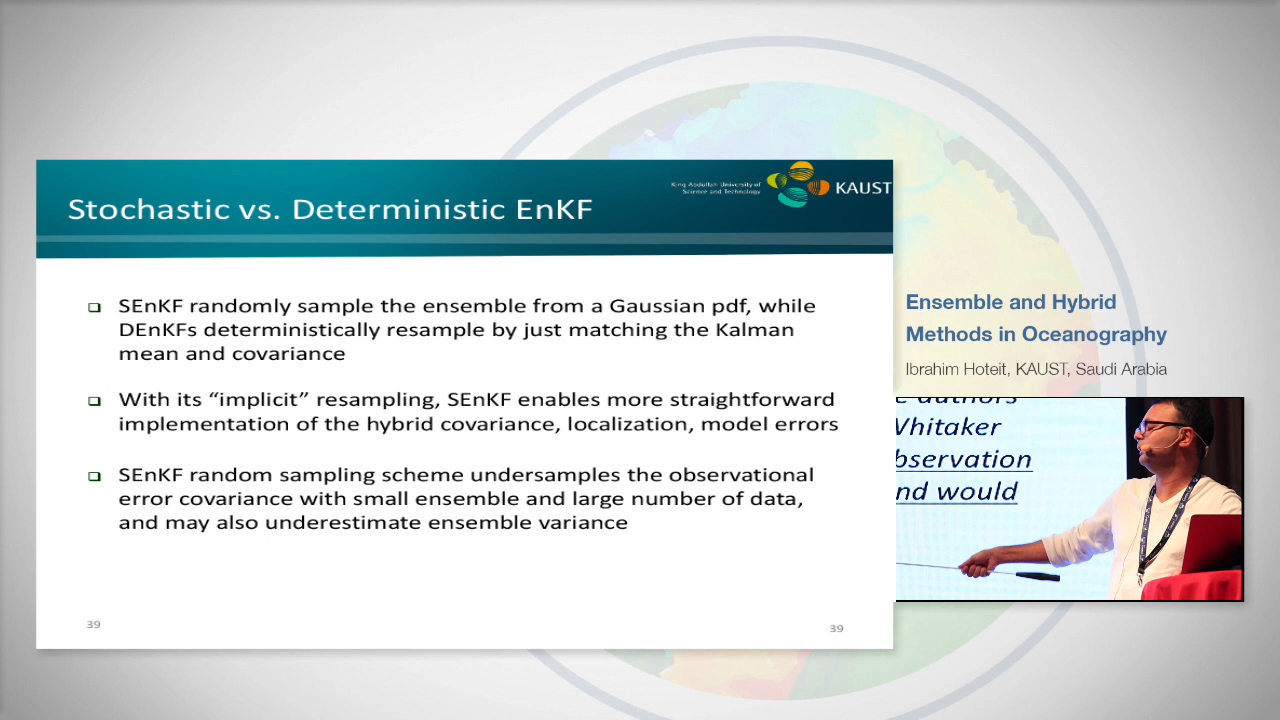 King Abdullah University of
Science and Technology
KAUST
Stochastic vs. Deterministic EnKF
❑ SEnKF randomly sample the ensemble from a Gaussian pdf, while
DEnKFs deterministically resample by just matching the Kalman
mean and covariance
❑ With its “implicit” resampling, SEnKF enables more straightforward
implementation of the hybrid covariance, localization, model errors
❑ SEnKF random sampling scheme undersamples the observational
error covariance with small ensemble and large number of data,
and may also underestimate ensemble variance
39
39
Ensemble and Hybrid
Methods in Oceanography
Ibrahim Hoteit, KAUST, Saudi Arabia
e authors
Whitaker
bservation
nd would